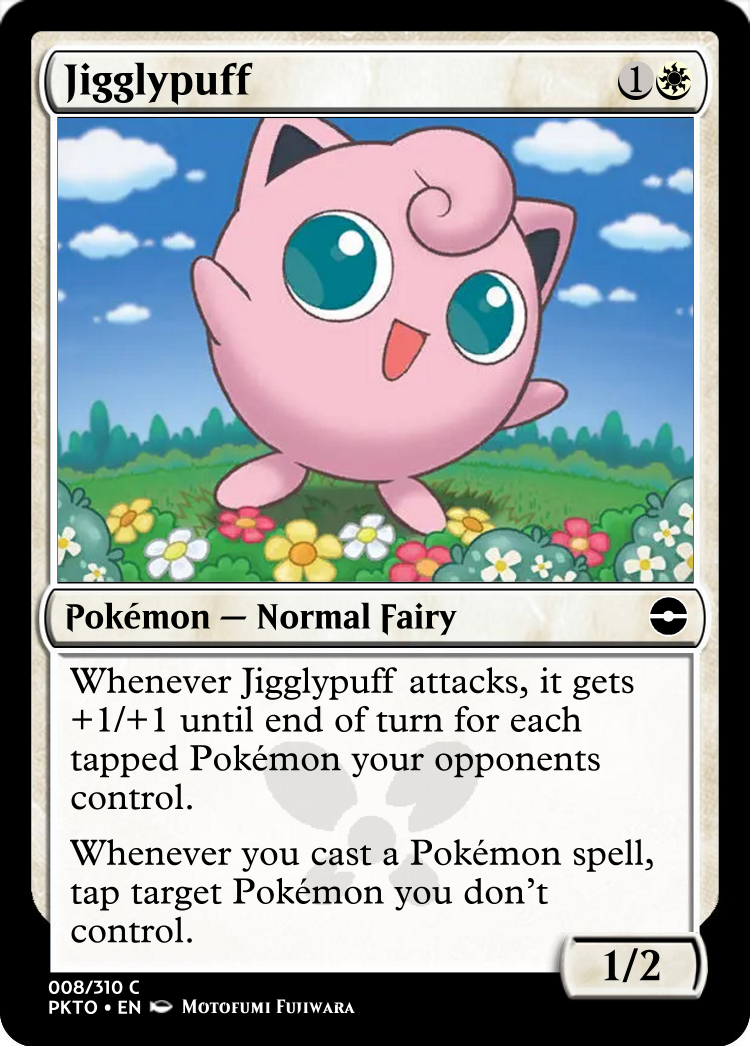 Jigglypuff 1
Pokémon — Normal Fairy
Whenever Jigglypuff attacks, it gets
+1/+1 until end of turn for each
tapped Pokémon your opponents
control.
Whenever you cast a Pokémon spell,
tap target Pokémon you don't
control.
1/2
008/310 C
PKTO • EN Motofumi Fujiwara